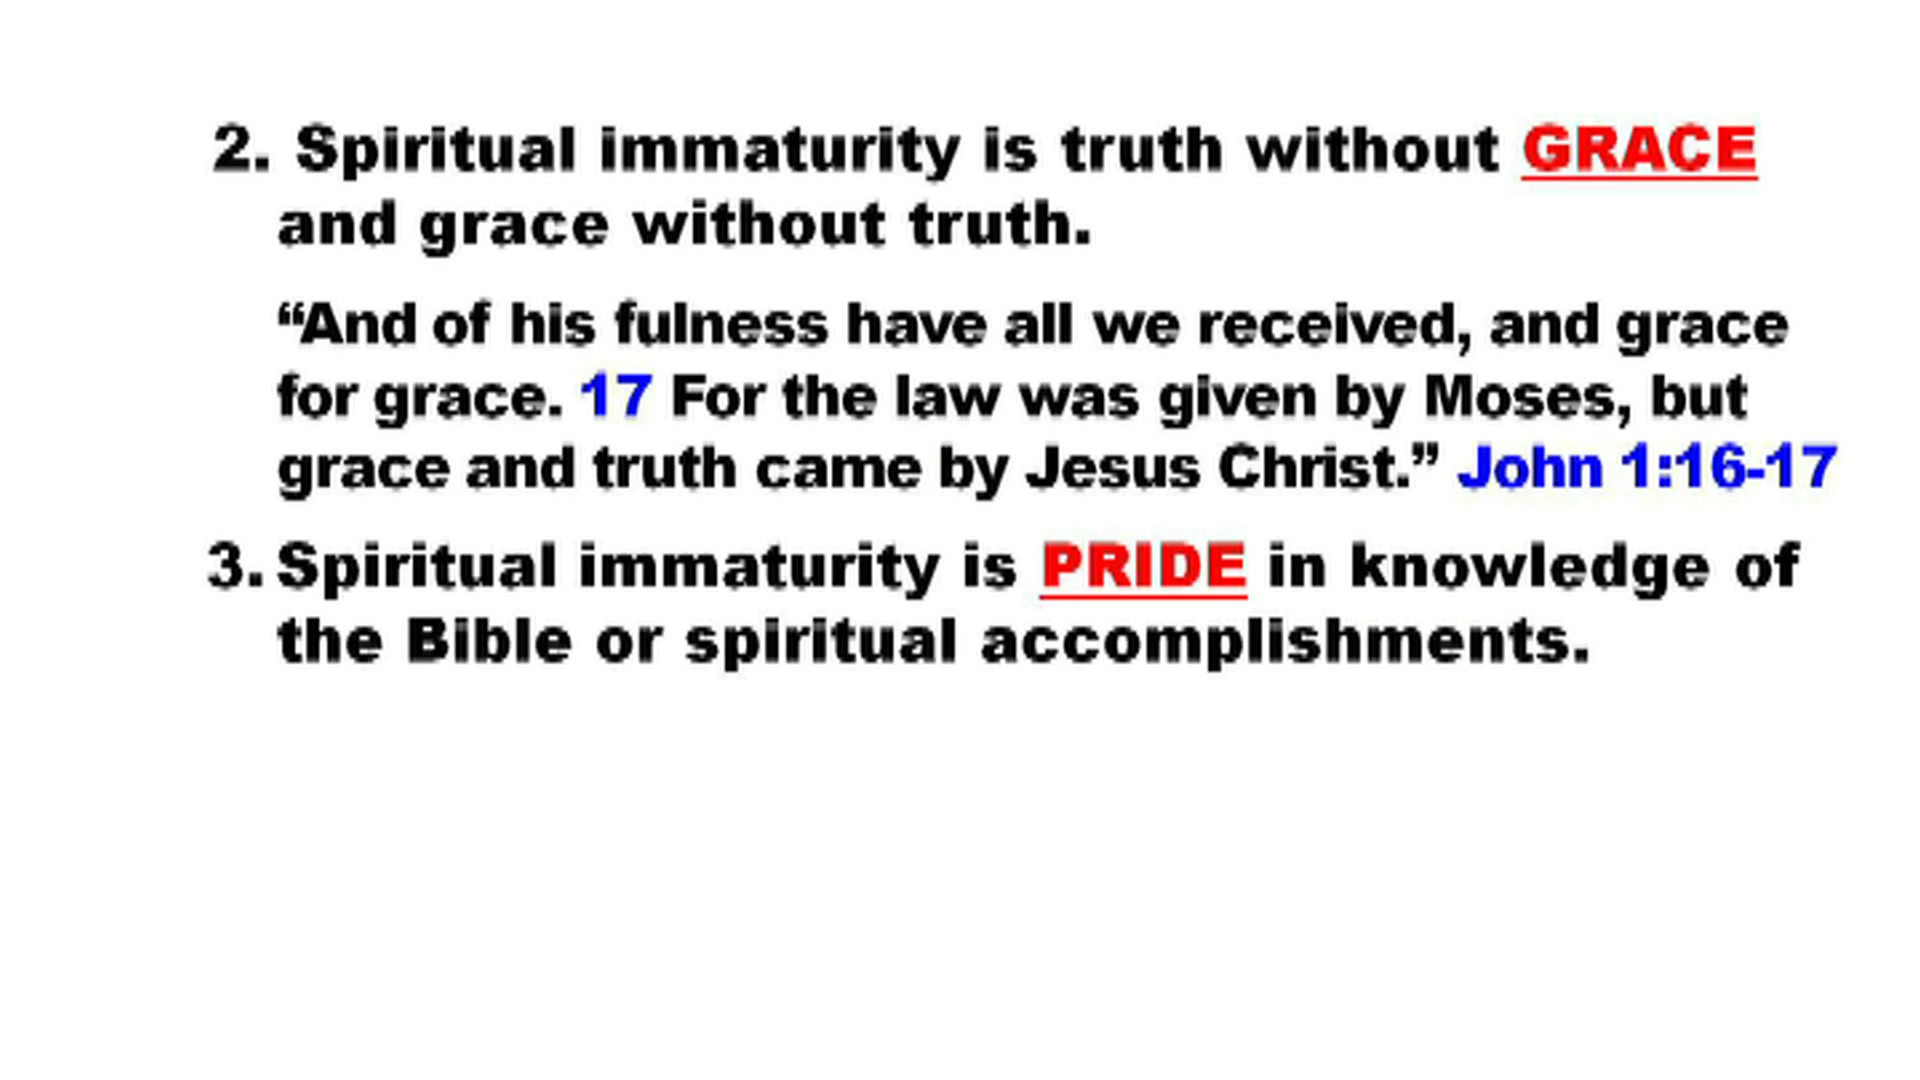 2. Spiritual immaturity is truth without GRACE
and grace without truth.
“And of his fulness have all we received, and grace
for grace. 17 For the law was given by Moses, but
grace and truth came by Jesus Christ.” John 1:16-17
3. Spiritual immaturity is PRIDE in knowledge of
the Bible or spiritual accomplishments.